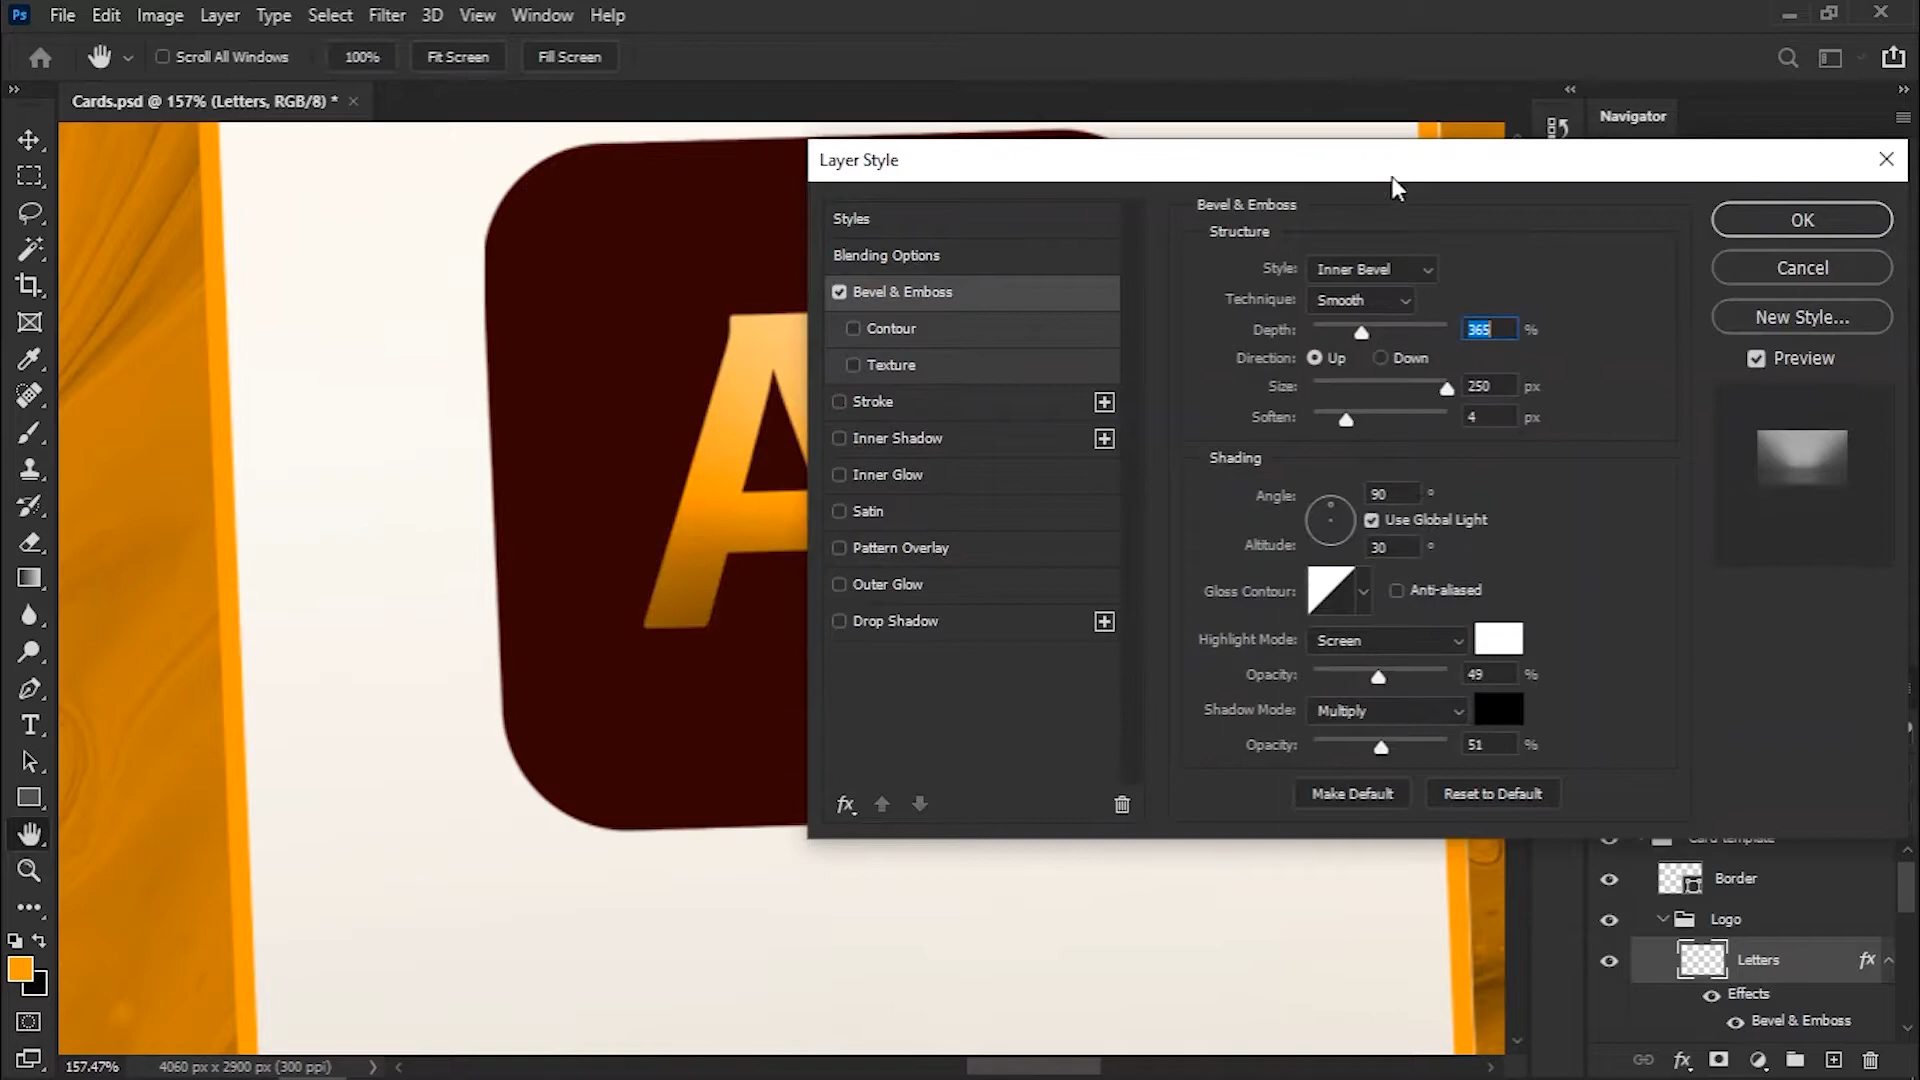 Ps File Edit Image Layer Type Select Filter 3D View Window Help
Scroll All Windows 100% Fit Screen Fill Screen
Cards.psd @ 157% (Letters, RGB/8) *
Navigator
Layer Style
A
Styles
Blending Options
Bevel & Emboss
Contour
Texture
Stroke
Inner Shadow
Inner Glow
Satin
Pattern Overlay
Outer Glow
Drop Shadow
fx
Bevel & Emboss
Structure
Style: Inner Bevel
Technique: Smooth
Depth: 365 %
Direction: Up Down
Size: 250 px
Soften: 4 px
Shading
Angle: 90 °
Use Global Light
Altitude: 30 °
Gloss Contour: Anti-aliased
Highlight Mode: Screen
Opacity: 49 %
Shadow Mode: Multiply
Opacity: 51 %
Make Default Reset to Default
OK
Cancel
New Style...
Preview
Card template
Border
Logo
Letters fx
Effects
Bevel & Emboss
fx
157.47% 4060 px x 2900 px (300 ppi)